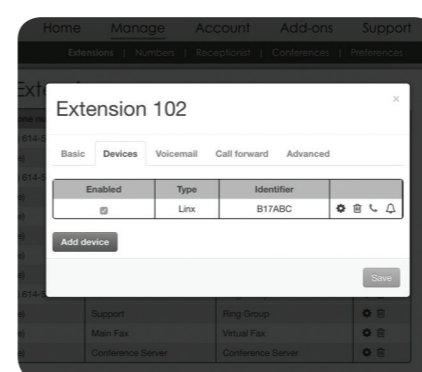 Home Manage Account Add-ons Support
Extensions | Numbers | Receptionist | Conferences | Preferences
Extension 102 ×
Basic Devices Voicemail Call forward Advanced
Enabled Type Identifier
Linx B17ABC
Add device
Save
Support Ring Group
Main Fax Virtual Fax
Conference Server Conference Server